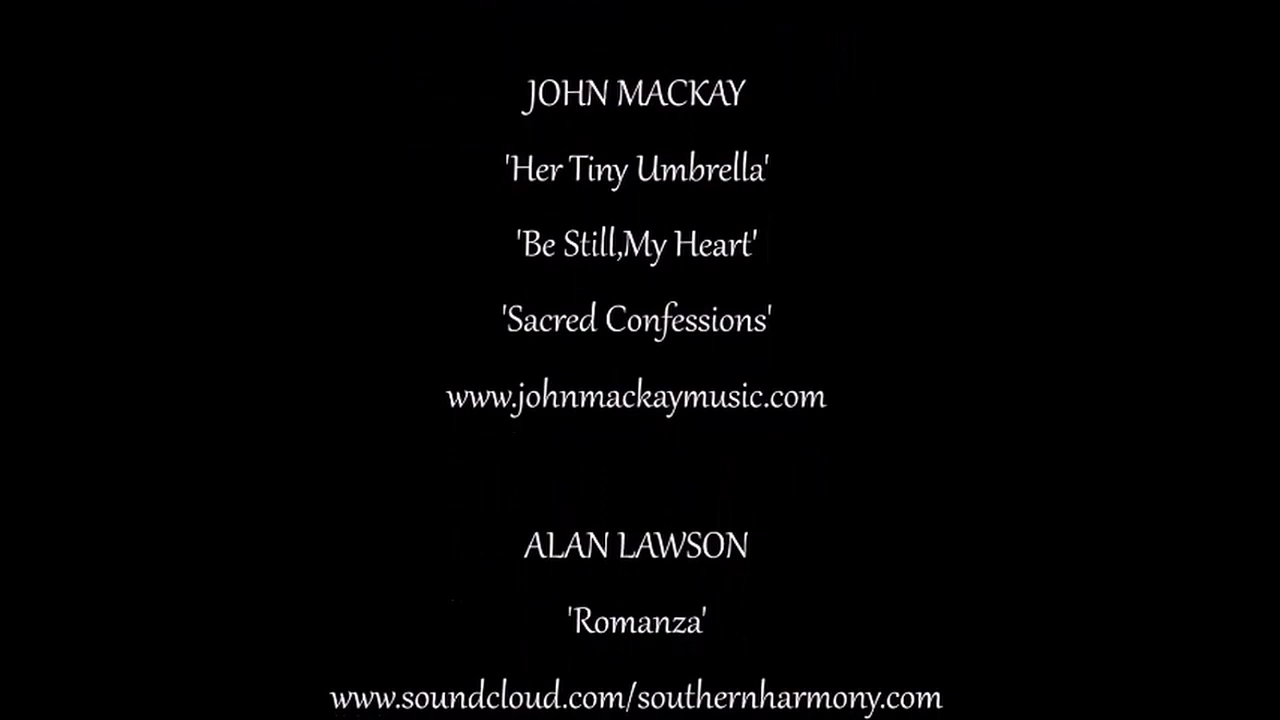 JOHN MACKAY
'Her Tiny Umbrella'
'Be Still,My Heart'
'Sacred Confessions'
www.johnmackaymusic.com
ALAN LAWSON
'Romanza'
www.soundcloud.com/southernharmony.com